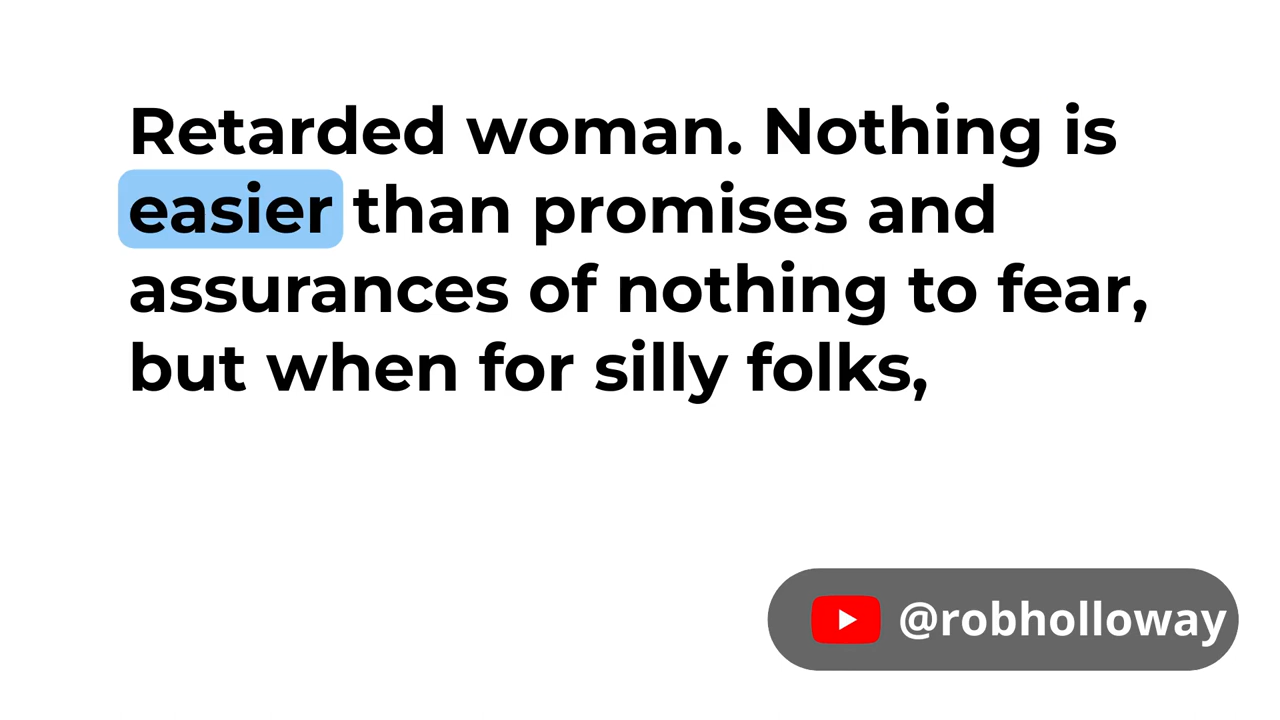 Retarded woman. Nothing is
easier than promises and
assurances of nothing to fear,
but when for silly folks,
@robholloway